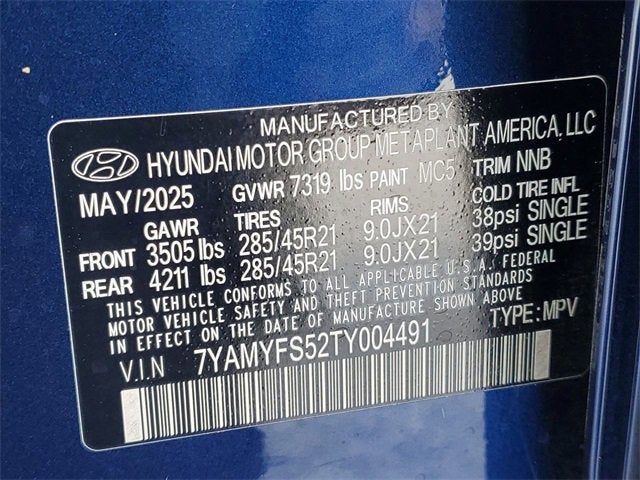 MANUFACTURED BY
HYUNDAI MOTOR GROUP METAPLANT AMERICA, LLC
MAY/2025 GVWR 7319 lbs PAINT MC5 TRIM NNB
GAWR TIRES RIMS COLD TIRE INFL
FRONT 3505 lbs 285/45R21 9.0JX21 38psi SINGLE
REAR 4211 lbs 285/45R21 9.0JX21 39psi SINGLE
THIS VEHICLE CONFORMS TO ALL APPLICABLE U.S.A. FEDERAL
MOTOR VEHICLE SAFETY AND THEFT PREVENTION STANDARDS
IN EFFECT ON THE DATE OF MANUFACTURE SHOWN ABOVE.
V.I.N 7YAMYFS52TY004491 TYPE: MPV